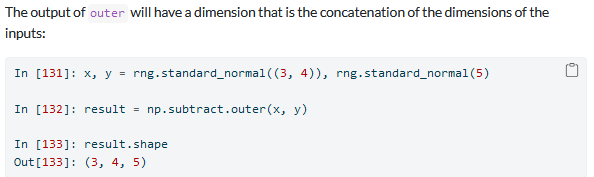 The output of outer will have a dimension that is the concatenation of the dimensions of the
inputs:
In [131]: x, y = rng.standard_normal((3, 4)), rng.standard_normal(5)
In [132]: result = np.subtract.outer(x, y)
In [133]: result.shape
Out[133]: (3, 4, 5)